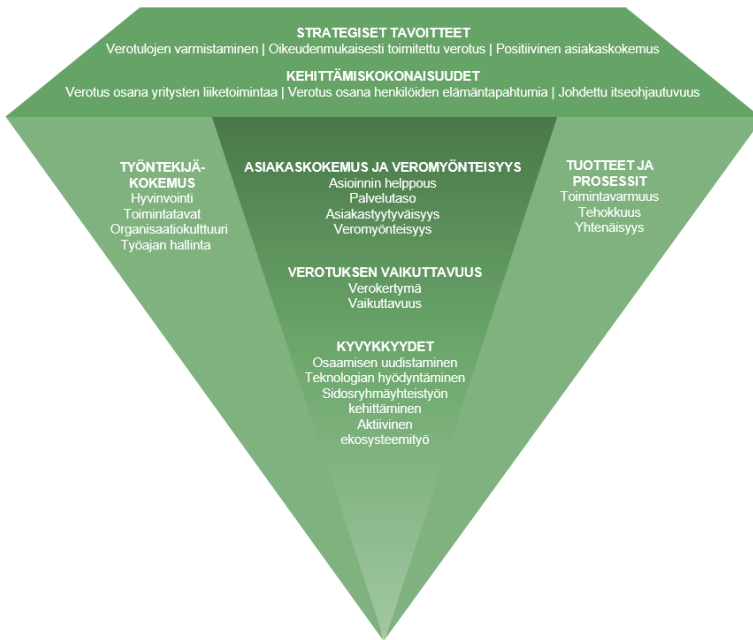 STRATEGISET TAVOITTEET
Verotulojen varmistaminen | Oikeudenmukaisesti toimitettu verotus | Positiivinen asiakaskokemus
KEHITTÄMISKOKONAISUUDET
Verotus osana yritysten liiketoimintaa | Verotus osana henkilöiden elämäntapahtumia | Johdettu itseohjautuvuus
TYÖNTEKIJÄ-
KOKEMUS
Hyvinvointi
Toimintatavat
Organisaatiokulttuuri
Työajan hallinta
ASIAKASKOKEMUS JA VEROMYÖNTEISYYS
Asioinnin helppous
Palvelutaso
Asiakastyytyväisyys
Veromyönteisyys
VEROTUKSEN VAIKUTTAVUUS
Verokertymä
Vaikuttavuus
KYVYKKYYDET
Osaamisen uudistaminen
Teknologian hyödyntäminen
Sidosryhmäyhteistyön
kehittäminen
Aktiivinen
ekosysteemityö
TUOTTEET JA
PROSESSIT
Toimintavarmuus
Tehokkuus
Yhtenäisyys